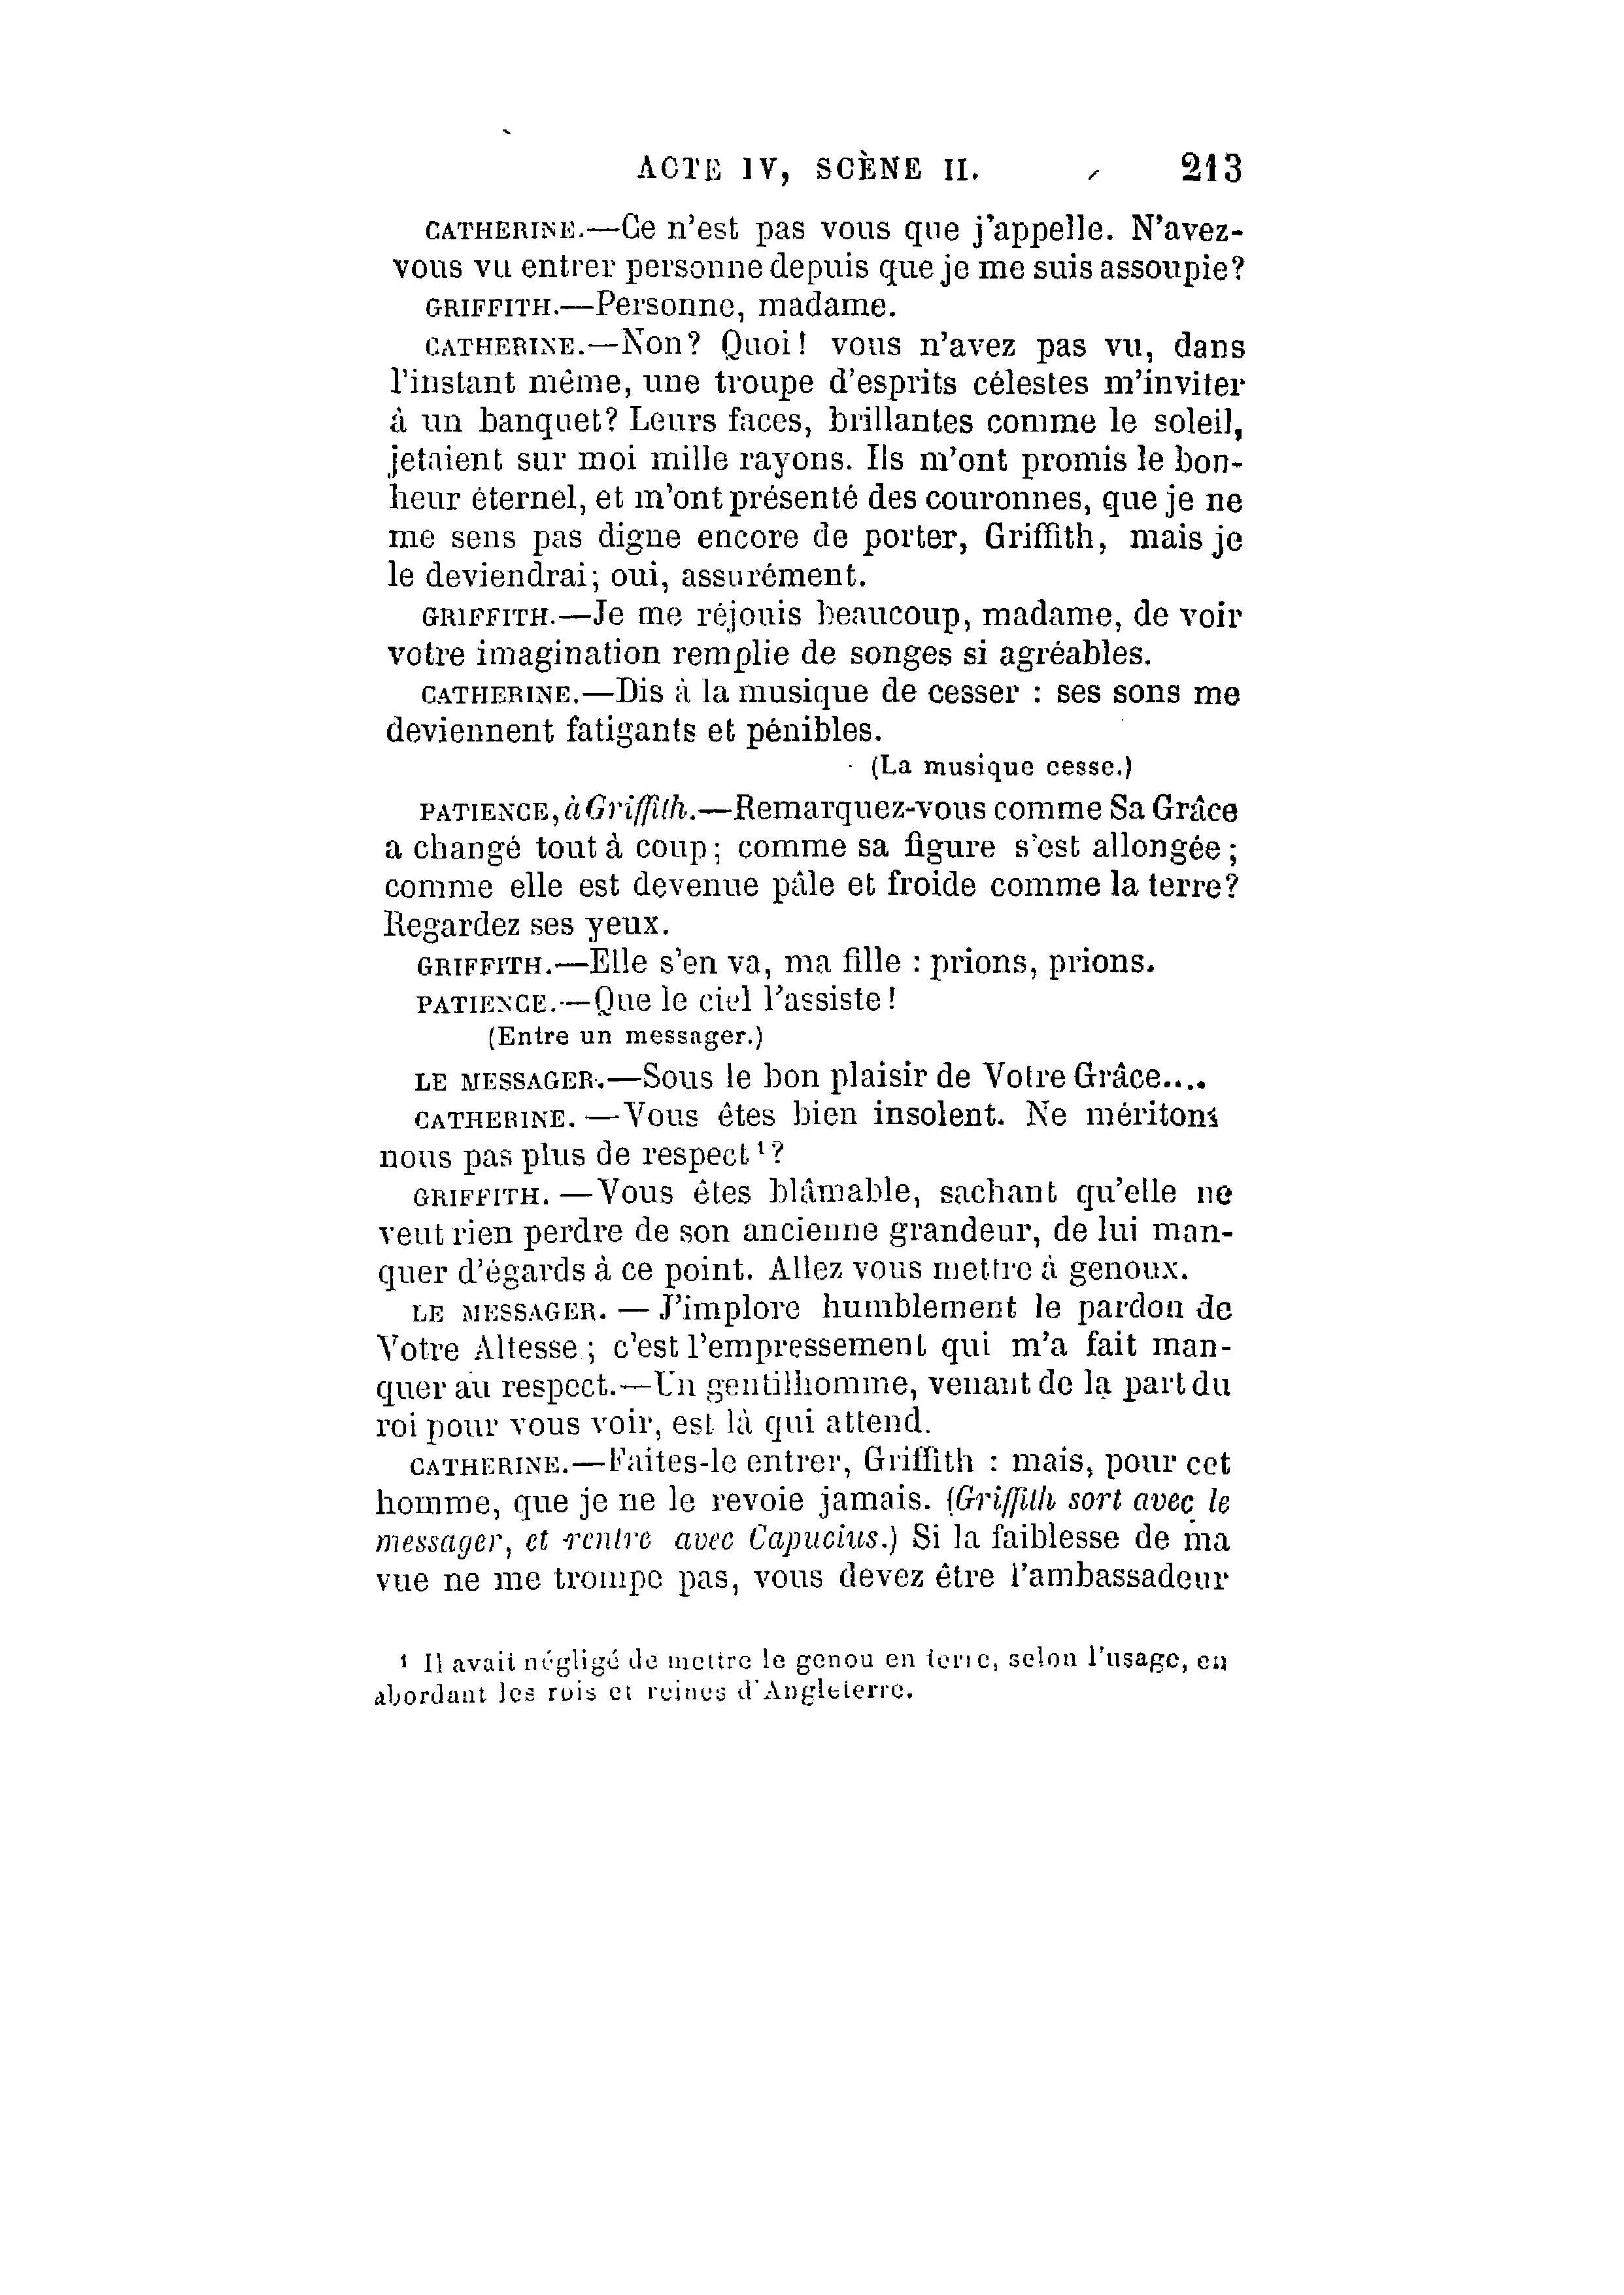 ACTE IV, SCÈNE II. 213
CATHERINE.—Ce n'est pas vous que j'appelle. N'avez-
vous vu entrer personne depuis que je me suis assoupie?
GRIFFITH.—Personne, madame.
CATHERINE.—Non? Quoi! vous n'avez pas vu, dans
l'instant même, une troupe d'esprits célestes m'inviter
à un banquet? Leurs faces, brillantes comme le soleil,
jetaient sur moi mille rayons. Ils m'ont promis le bon-
heur éternel, et m'ont présenté des couronnes, que je ne
me sens pas digne encore de porter, Griffith, mais je
le deviendrai; oui, assurément.
GRIFFITH.—Je me réjouis beaucoup, madame, de voir
votre imagination remplie de songes si agréables.
CATHERINE.—Dis à la musique de cesser : ses sons me
deviennent fatigants et pénibles.
(La musique cesse.)
PATIENCE, à Griffith.—Remarquez-vous comme Sa Grâce
a changé tout à coup; comme sa figure s'est allongée;
comme elle est devenue pâle et froide comme la terre?
Regardez ses yeux.
GRIFFITH.—Elle s'en va, ma fille : prions, prions.
PATIENCE.—Que le ciel l'assiste!
(Entre un messager.)
LE MESSAGER.—Sous le bon plaisir de Votre Grâce....
CATHERINE. —Vous êtes bien insolent. Ne méritons
nous pas plus de respect ¹?
GRIFFITH. —Vous êtes blâmable, sachant qu'elle ne
veut rien perdre de son ancienne grandeur, de lui man-
quer d'égards à ce point. Allez vous mettre à genoux.
LE MESSAGER. — J'implore humblement le pardon de
Votre Altesse ; c'est l'empressement qui m'a fait man-
quer au respect.—Un gentilhomme, venant de la part du
roi pour vous voir, est là qui attend.
CATHERINE.—Faites-le entrer, Griffith : mais, pour cet
homme, que je ne le revoie jamais. (Griffith sort avec le
messager, et rentre avec Capucius.) Si la faiblesse de ma
vue ne me trompe pas, vous devez être l'ambassadeur
¹ Il avait négligé de mettre le genou en terre, selon l'usage, en
abordant les rois et reines d'Angleterre.